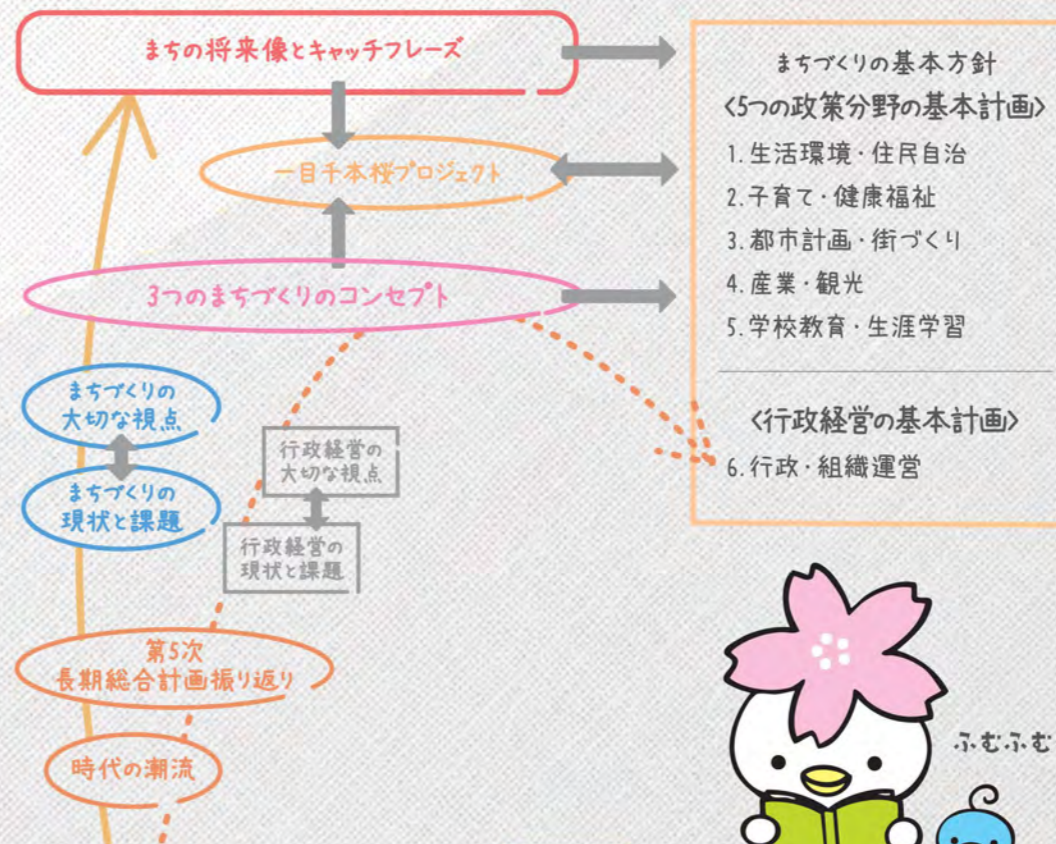 まちの将来像とキャッチフレーズ
一目千本桜プロジェクト
3つのまちづくりのコンセプト
まちづくりの
大切な視点
まちづくりの
現状と課題
行政経営の
大切な視点
行政経営の
現状と課題
第5次
長期総合計画振り返り
時代の潮流
まちづくりの基本方針
〈5つの政策分野の基本計画〉
1.生活環境・住民自治
2.子育て・健康福祉
3.都市計画・街づくり
4.産業・観光
5.学校教育・生涯学習
〈行政経営の基本計画〉
6.行政・組織運営
ふむふむ